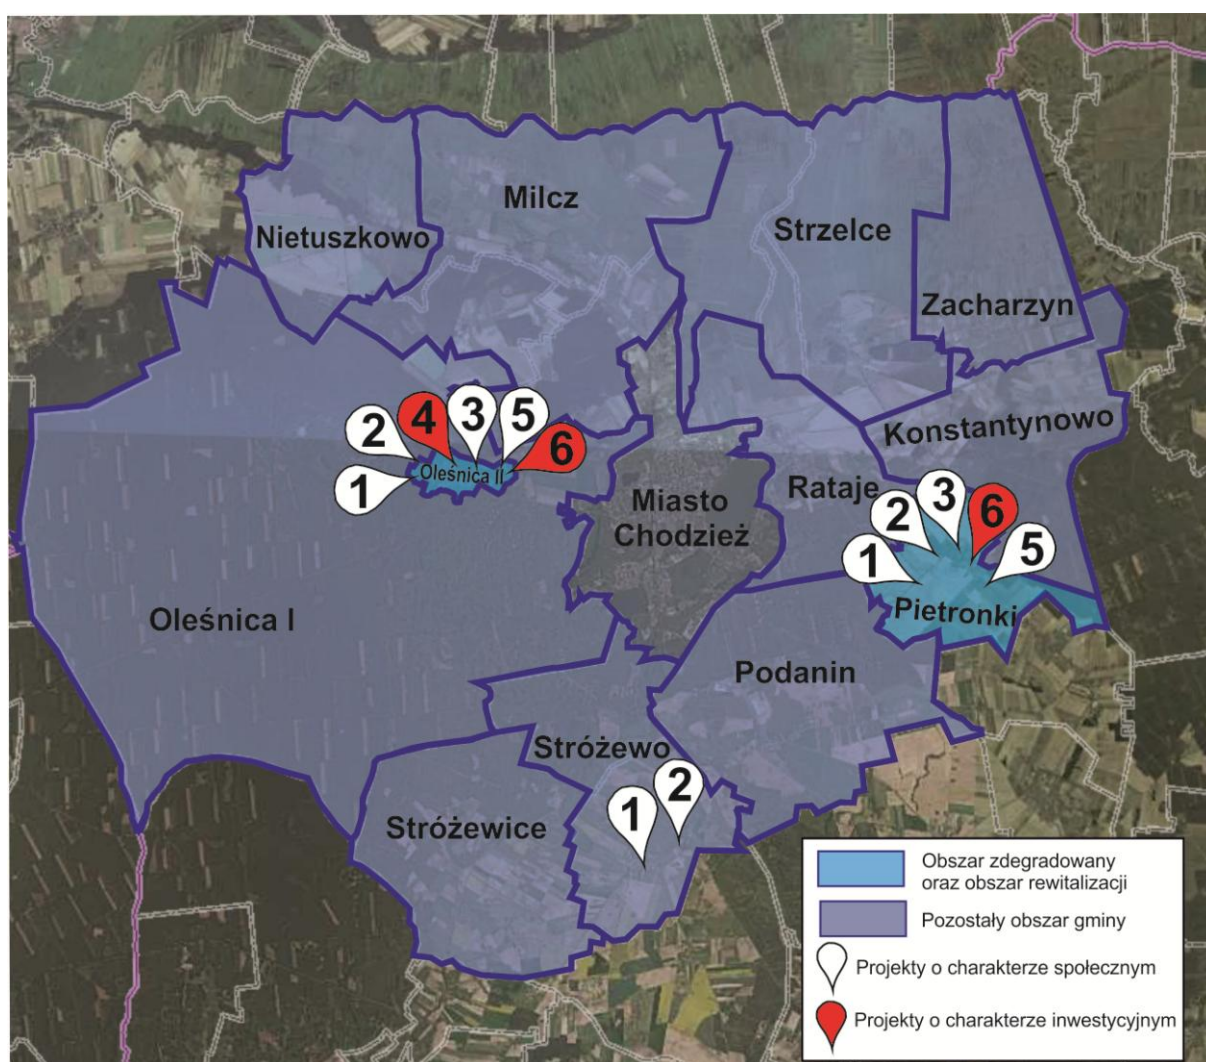 Milcz
Nietuszkowo
Strzelce
Zacharzyn
Konstantynowo
2
4
3
5
6
1
Oleśnica II
Miasto
Chodzież
Rataje
1
2
3
6
5
Pietronki
Oleśnica I
Podanin
Stróżewo
1
2
Stróżewice
Obszar zdegradowany
oraz obszar rewitalizacji
Pozostały obszar gminy
Projekty o charakterze społecznym
Projekty o charakterze inwestycyjnym